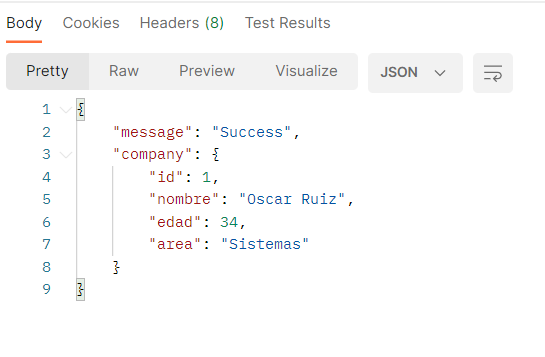 Body Cookies Headers (8) Test Results
Pretty Raw Preview Visualize JSON
1 {
2 "message": "Success",
3 "company": {
4 "id": 1,
5 "nombre": "Oscar Ruiz",
6 "edad": 34,
7 "area": "Sistemas"
8 }
9 }